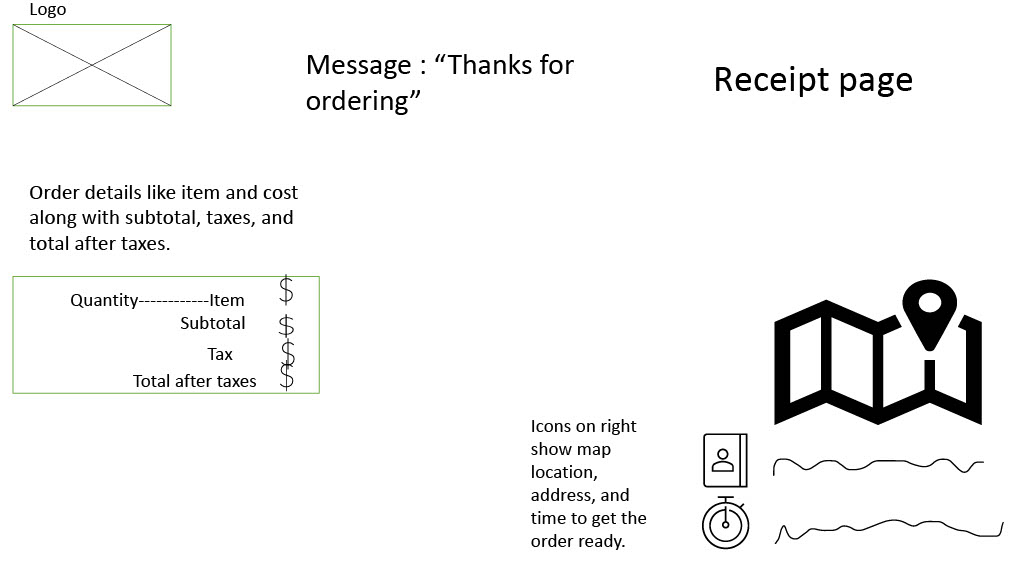 Logo
Message : “Thanks for
ordering”
Receipt page
Order details like item and cost
along with subtotal, taxes, and
total after taxes.
Quantity------------Item $
Subtotal $
Tax $
Total after taxes $
Icons on right
show map
location,
address, and
time to get the
order ready.